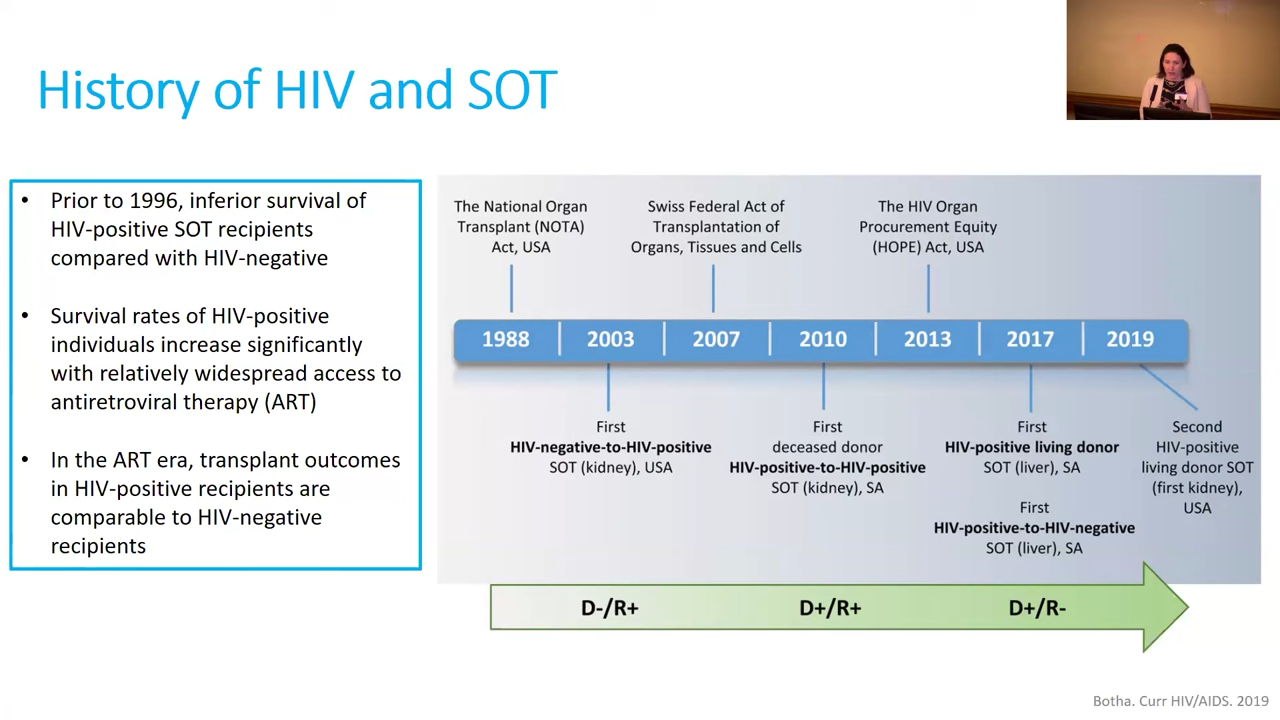 History of HIV and SOT
• Prior to 1996, inferior survival of
HIV-positive SOT recipients
compared with HIV-negative
• Survival rates of HIV-positive
individuals increase significantly
with relatively widespread access to
antiretroviral therapy (ART)
• In the ART era, transplant outcomes
in HIV-positive recipients are
comparable to HIV-negative
recipients
The National Organ
Transplant (NOTA)
Act, USA
Swiss Federal Act of
Transplantation of
Organs, Tissues and Cells
The HIV Organ
Procurement Equity
(HOPE) Act, USA
1988 2003 2007 2010 2013 2017 2019
First
HIV-negative-to-HIV-positive
SOT (kidney), USA
First
deceased donor
HIV-positive-to-HIV-positive
SOT (kidney), SA
First
HIV-positive living donor
SOT (liver), SA
First
HIV-positive-to-HIV-negative
SOT (liver), SA
Second
HIV-positive
living donor SOT
(first kidney),
USA
D-/R+ D+/R+ D+/R-
Botha. Curr HIV/AIDS. 2019